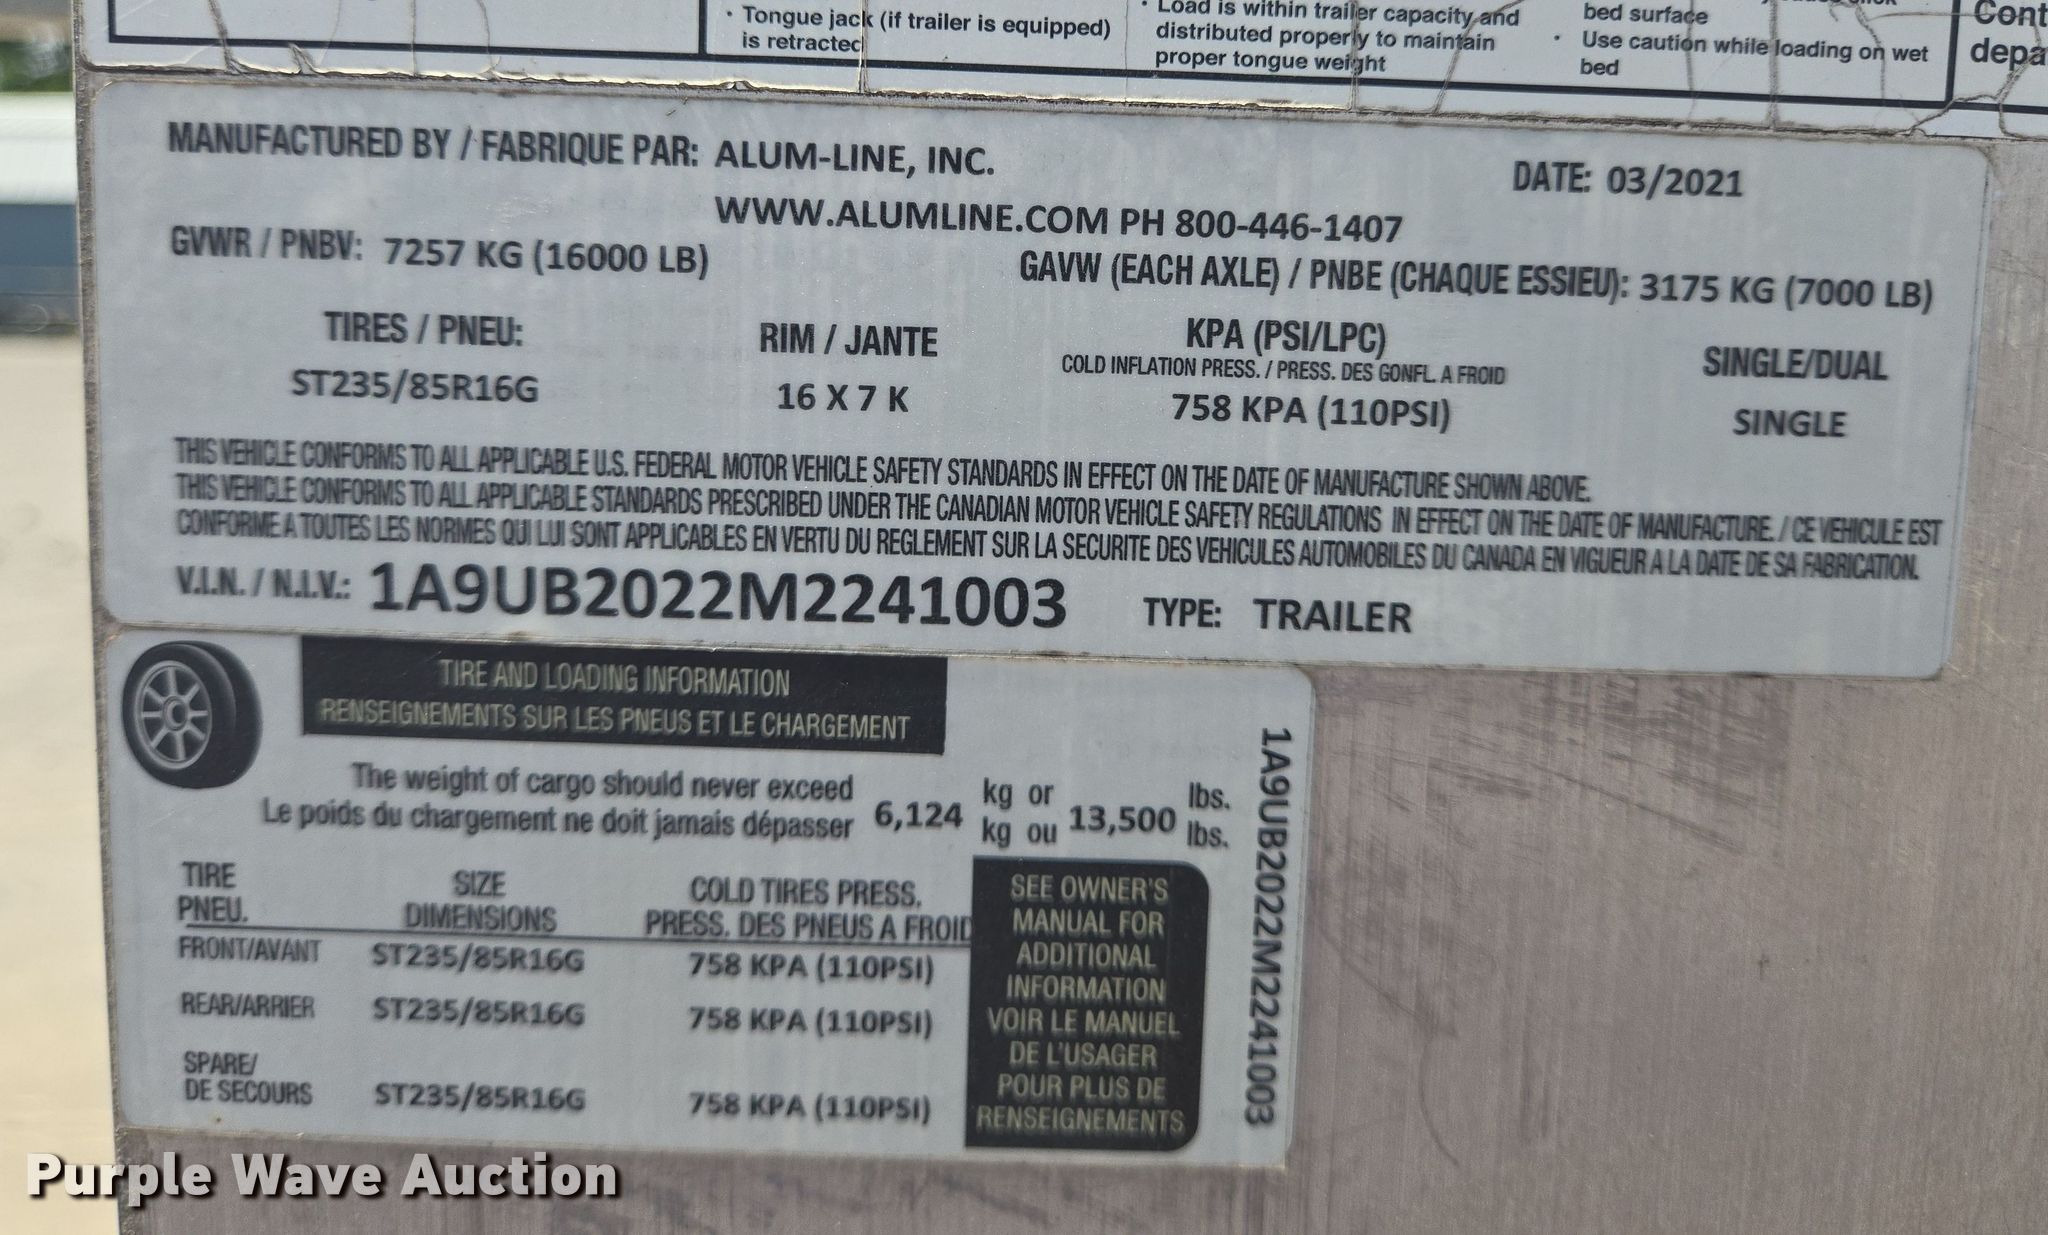 • Tongue jack (if trailer is equipped)
is retracted
• Load is within trailer capacity and
distributed properly to maintain
proper tongue weight
bed surface
• Use caution while loading on wet
bed
Cont
depa
MANUFACTURED BY / FABRIQUE PAR: ALUM-LINE, INC.
DATE: 03/2021
WWW.ALUMLINE.COM PH 800-446-1407
GVWR / PNBV: 7257 KG (16000 LB)
GAVW (EACH AXLE) / PNBE (CHAQUE ESSIEU): 3175 KG (7000 LB)
TIRES / PNEU: RIM / JANTE KPA (PSI/LPC) SINGLE/DUAL
COLD INFLATION PRESS. / PRESS. DES GONFL. A FROID
ST235/85R16G 16 X 7 K 758 KPA (110PSI) SINGLE
THIS VEHICLE CONFORMS TO ALL APPLICABLE U.S. FEDERAL MOTOR VEHICLE SAFETY STANDARDS IN EFFECT ON THE DATE OF MANUFACTURE SHOWN ABOVE.
THIS VEHICLE CONFORMS TO ALL APPLICABLE STANDARDS PRESCRIBED UNDER THE CANADIAN MOTOR VEHICLE SAFETY REGULATIONS IN EFFECT ON THE DATE OF MANUFACTURE. / CE VEHICULE EST
CONFORME A TOUTES LES NORMES QUI LUI SONT APPLICABLES EN VERTU DU REGLEMENT SUR LA SECURITE DES VEHICULES AUTOMOBILES DU CANADA EN VIGUEUR A LA DATE DE SA FABRICATION.
V.I.N. / N.I.V.: 1A9UB2022M2241003 TYPE: TRAILER
TIRE AND LOADING INFORMATION
RENSEIGNEMENTS SUR LES PNEUS ET LE CHARGEMENT
The weight of cargo should never exceed
Le poids du chargement ne doit jamais dépasser
6,124 kg or
kg ou 13,500 lbs.
lbs.
TIRE SIZE COLD TIRES PRESS.
PNEU. DIMENSIONS PRESS. DES PNEUS A FROID
FRONT/AVANT ST235/85R16G 758 KPA (110PSI)
REAR/ARRIER ST235/85R16G 758 KPA (110PSI)
SPARE/
DE SECOURS ST235/85R16G 758 KPA (110PSI)
SEE OWNER'S
MANUAL FOR
ADDITIONAL
INFORMATION
VOIR LE MANUEL
DE L'USAGER
POUR PLUS DE
RENSEIGNEMENTS
1A9UB2022M2241003
Purple Wave Auction